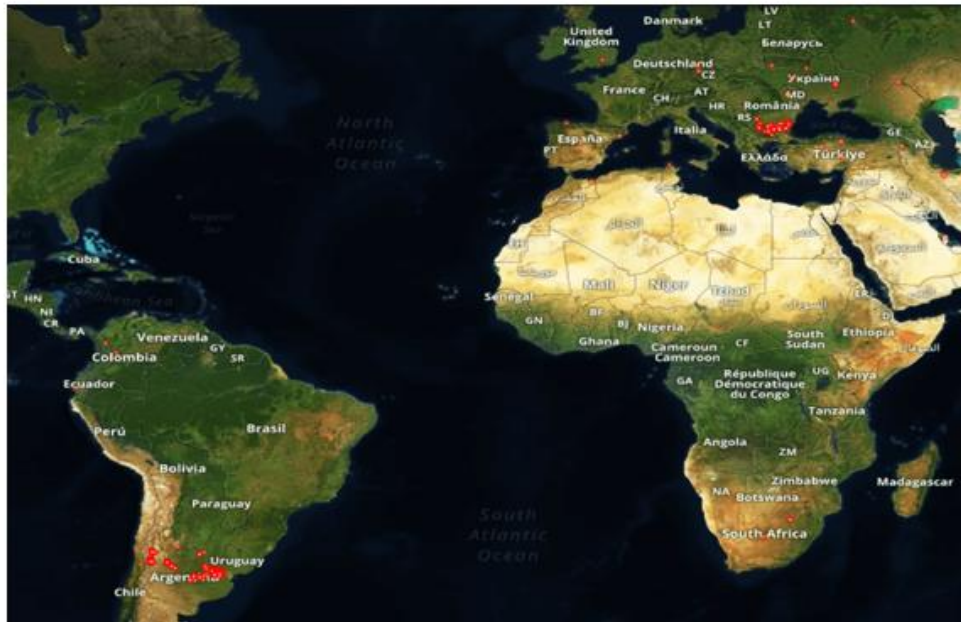 LV
Danmark
LT
United
Kingdom
Беларусь
Deutschland
CZ
Україна
France
CH
AT
MD
România
HR
RS
North
Atlantic
Ocean
España
Italia
PT
GE
AZ
Ελλάδα
Türkiye
Cuba
HN
Caribbean Sea
NI
CR
PA
Mali
Niger
Tchad
Senegal
BF
GN
BJ
Nigeria
Ghana
ER
DJ
South
Sudan
Ethiopia
Cameroun
Cameroon
CF
Venezuela
GY
SR
Colombia
Ecuador
GA
République
Démocratique
du Congo
UG
Kenya
Tanzania
Perú
Brasil
Angola
ZM
Bolivia
Zimbabwe
Madagascar
NA
Botswana
Paraguay
South
Atlantic
Ocean
South Africa
Uruguay
Argentina
Chile